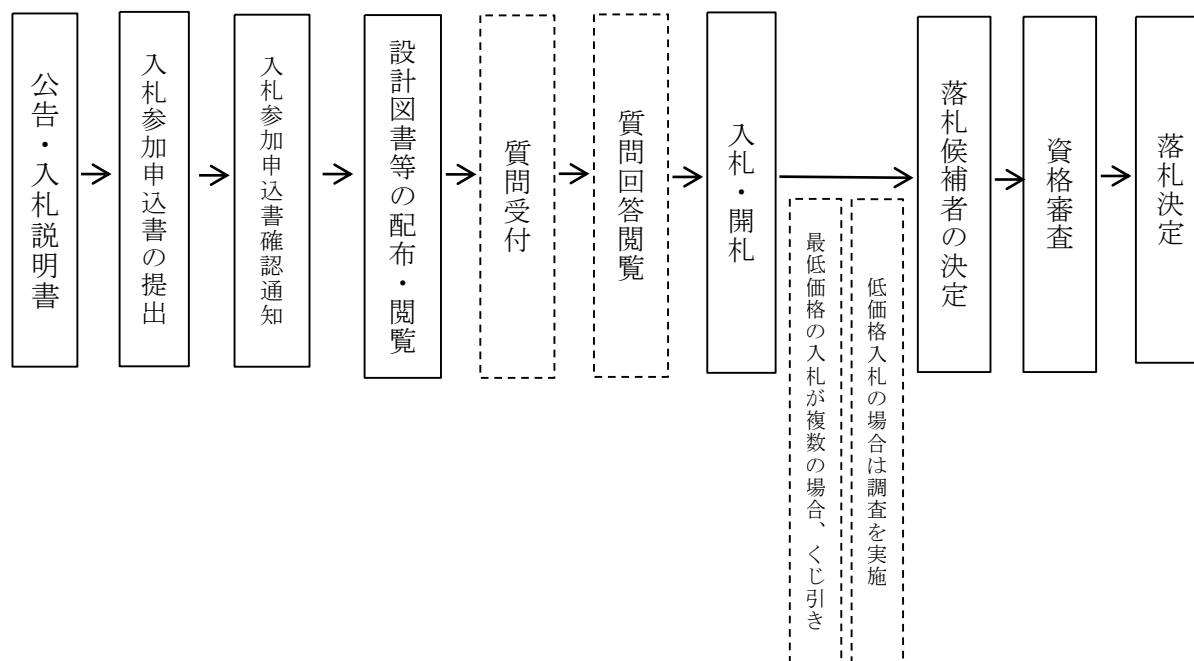 公告・入札説明書
入札参加申込書の提出
入札参加申込書確認通知
設計図書等の配布・閲覧
質問受付
質問回答閲覧
入札・開札
最低価格の入札が複数の場合、くじ引き
低価格入札の場合は調査を実施
落札候補者の決定
資格審査
落札決定